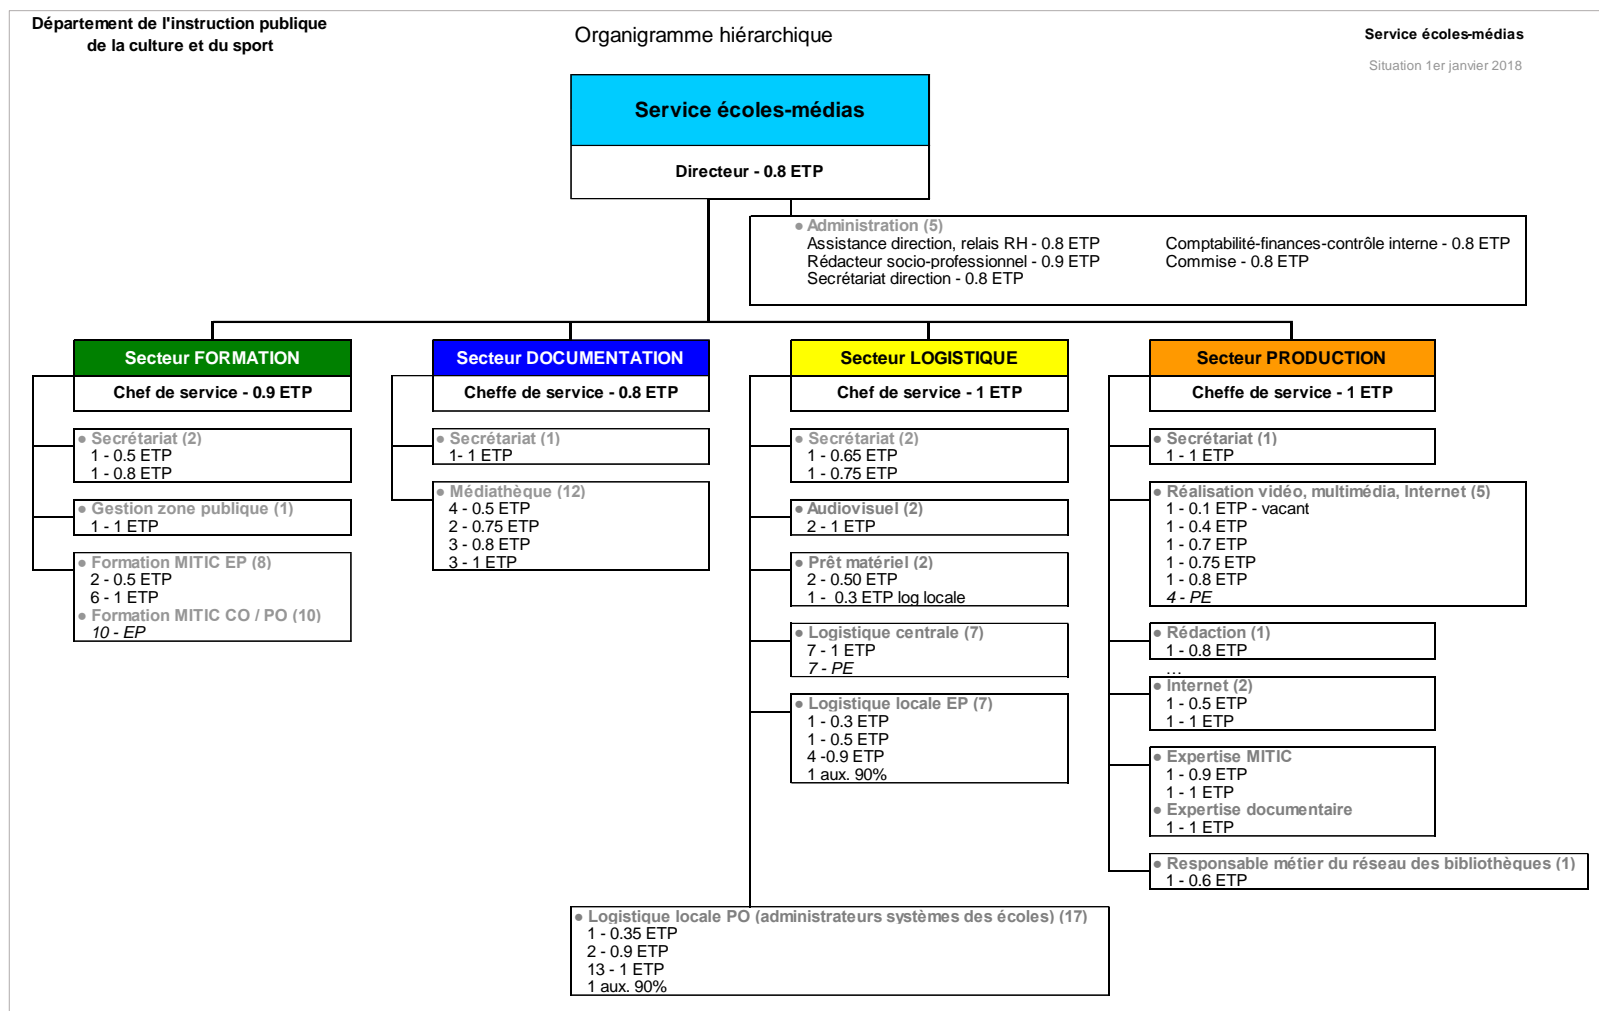 Département de l'instruction publique
de la culture et du sport
Organigramme hiérarchique
Service écoles-médias
Situation 1er janvier 2018
Service écoles-médias
Directeur - 0.8 ETP
● Administration (5)
Assistance direction, relais RH - 0.8 ETP
Rédacteur socio-professionnel - 0.9 ETP
Secrétariat direction - 0.8 ETP
Comptabilité-finances-contrôle interne - 0.8 ETP
Commise - 0.8 ETP
Secteur FORMATION
Chef de service - 0.9 ETP
● Secrétariat (2)
1 - 0.5 ETP
1 - 0.8 ETP
● Gestion zone publique (1)
1 - 1 ETP
● Formation MITIC EP (8)
2 - 0.5 ETP
6 - 1 ETP
● Formation MITIC CO / PO (10)
10 - EP
Secteur DOCUMENTATION
Cheffe de service - 0.8 ETP
● Secrétariat (1)
1- 1 ETP
● Médiathèque (12)
4 - 0.5 ETP
2 - 0.75 ETP
3 - 0.8 ETP
3 - 1 ETP
Secteur LOGISTIQUE
Chef de service - 1 ETP
● Secrétariat (2)
1 - 0.65 ETP
1 - 0.75 ETP
● Audiovisuel (2)
2 - 1 ETP
● Prêt matériel (2)
2 - 0.50 ETP
1 - 0.3 ETP log locale
● Logistique centrale (7)
7 - 1 ETP
7 - PE
● Logistique locale EP (7)
1 - 0.3 ETP
1 - 0.5 ETP
4 -0.9 ETP
1 aux. 90%
● Logistique locale PO (administrateurs systèmes des écoles) (17)
1 - 0.35 ETP
2 - 0.9 ETP
13 - 1 ETP
1 aux. 90%
Secteur PRODUCTION
Cheffe de service - 1 ETP
● Secrétariat (1)
1 - 1 ETP
● Réalisation vidéo, multimédia, Internet (5)
1 - 0.1 ETP - vacant
1 - 0.4 ETP
1 - 0.7 ETP
1 - 0.75 ETP
1 - 0.8 ETP
4 - PE
● Rédaction (1)
1 - 0.8 ETP
...
● Internet (2)
1 - 0.5 ETP
1 - 1 ETP
● Expertise MITIC
1 - 0.9 ETP
1 - 1 ETP
● Expertise documentaire
1 - 1 ETP
● Responsable métier du réseau des bibliothèques (1)
1 - 0.6 ETP